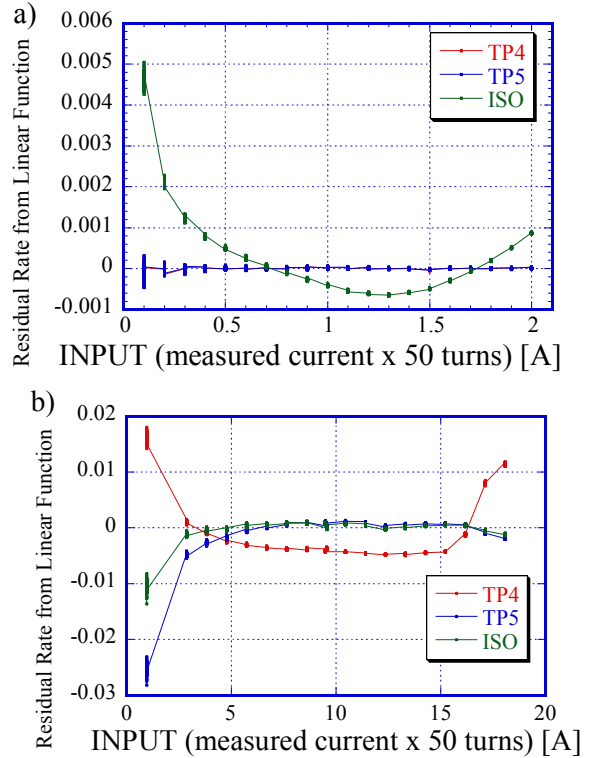 a)
Residual Rate from Linear Function
0.006
0.005
0.004
0.003
0.002
0.001
0
-0.001
TP4
TP5
ISO
0 0.5 1 1.5 2
INPUT (measured current x 50 turns) [A]
b)
Residual Rate from Linear Function
0.02
0.01
0
-0.01
-0.02
-0.03
TP4
TP5
ISO
0 5 10 15 20
INPUT (measured current x 50 turns) [A]